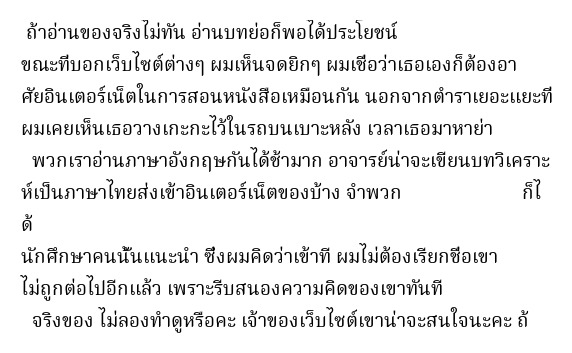 ถ้าอ่านของจริงไม่ทัน อ่านบทย่อก็พอได้ประโยชน์
ขณะที่บอกเว็บไซต์ต่างๆ ผมเห็นจดยิกๆ ผมเชื่อว่าเธอเองก็ต้องอา
ศัยอินเตอร์เน็ตในการสอนหนังสือเหมือนกัน นอกจากตำราเยอะแยะที่
ผมเคยเห็นเธอวางเกะกะไว้ในรถบนเบาะหลัง เวลาเธอมาหาย่า
พวกเราอ่านภาษาอังกฤษกันได้ช้ามาก อาจารย์น่าจะเขียนบทวิเคราะ
ห์เป็นภาษาไทยส่งเข้าอินเตอร์เน็ตของบ้าง จำพวก ก็ไ
ด้
นักศึกษาคนนั้นแนะนำ ซึ่งผมคิดว่าเข้าที ผมไม่ต้องเรียกชื่อเขา
ไม่ถูกต่อไปอีกแล้ว เพราะรีบสนองความคิดของเขาทันที
จริงของ ไม่ลองทำดูหรือคะ เจ้าของเว็บไซต์เขาน่าจะสนใจนะคะ ถ้